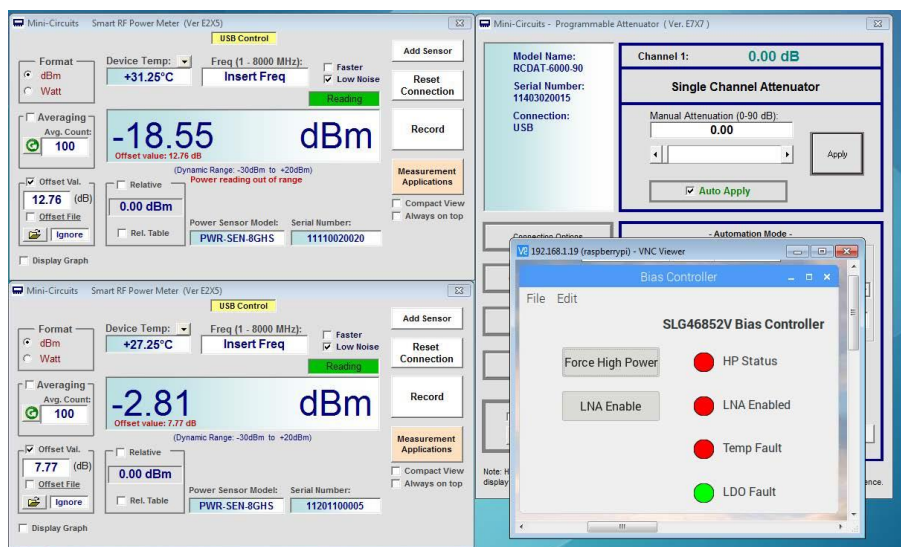 Mini-Circuits Smart RF Power Meter (Ver E2X5)
USB Control
Format
dBm
Watt
Device Temp:
+31.25°C
Freq (1 - 8000 MHz):
Insert Freq
Faster
Low Noise
Reading
Add Sensor
Reset Connection
Averaging
Avg. Count:
100
-18.55 dBm
Offset value: 12.76 dB
Record
(Dynamic Range: -30dBm to +20dBm)
Power reading out of range
Measurement Applications
Offset Val.
12.76 (dB)
Offset File
Ignore
Relative
0.00 dBm
Rel. Table
Power Sensor Model:
PWR-SEN-8GHS
Serial Number:
11110020020
Compact View
Always on top
Display Graph
Mini-Circuits Smart RF Power Meter (Ver E2X5)
USB Control
Format
dBm
Watt
Device Temp:
+27.25°C
Freq (1 - 8000 MHz):
Insert Freq
Faster
Low Noise
Reading
Add Sensor
Reset Connection
Averaging
Avg. Count:
100
-2.81 dBm
Offset value: 7.77 dB
Record
(Dynamic Range: -30dBm to +20dBm)
Measurement Applications
Offset Val.
7.77 (dB)
Offset File
Ignore
Relative
0.00 dBm
Rel. Table
Power Sensor Model:
PWR-SEN-8GHS
Serial Number:
11201100005
Compact View
Always on top
Display Graph
Mini-Circuits - Programmable Attenuator ( Ver. E7X7 )
Model Name:
RCDAT-6000-90
Serial Number:
11403020015
Connection:
USB
Channel 1: 0.00 dB
Single Channel Attenuator
Manual Attenuation (0-90 dB):
0.00
Apply
Auto Apply
Connection Options
- Automation Mode -
Note: H
display
ence.
192.168.1.19 (raspberrypi) - VNC Viewer
Bias Controller
File Edit
SLG46852V Bias Controller
Force High Power
HP Status
LNA Enable
LNA Enabled
Temp Fault
LDO Fault